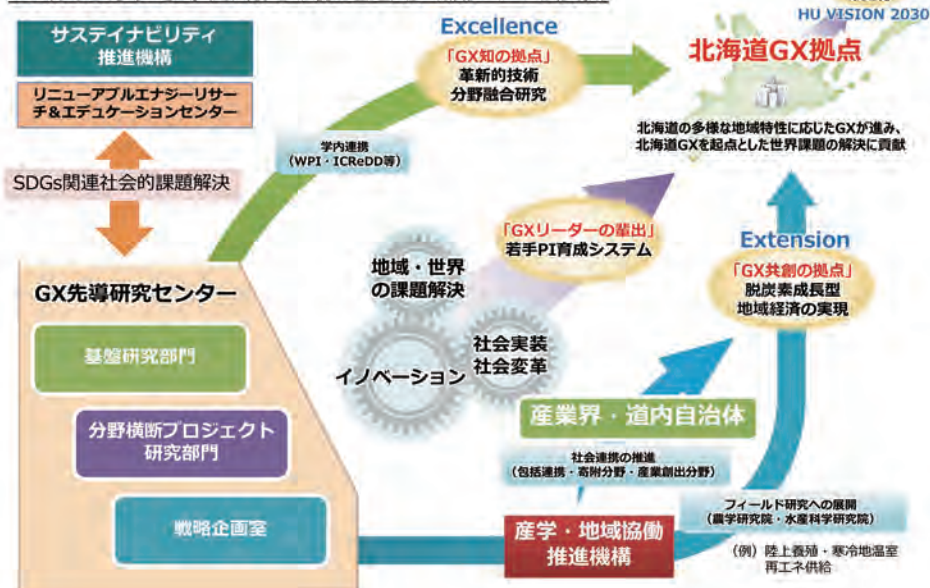 HU VISION 2030
サステイナビリティ
推進機構
リニューアブルエナジーリサー
チ&エデュケーションセンター
SDGs関連社会的課題解決
GX先導研究センター
基盤研究部門
分野横断プロジェクト
研究部門
戦略企画室
学内連携
(WPI・ICReDD等)
Excellence
「GX知の拠点」
革新的技術
分野融合研究
北海道GX拠点
北海道の多様な地域特性に応じたGXが進み、
北海道GXを起点とした世界課題の解決に貢献
「GXリーダーの輩出」
若手PI育成システム
地域・世界
の課題解決
イノベーション
社会実装
社会変革
Extension
「GX共創の拠点」
脱炭素成長型
地域経済の実現
産業界・道内自治体
社会連携の推進
(包括連携・寄附分野・産業創出分野)
産学・地域協働
推進機構
フィールド研究への展開
(農学研究院・水産科学研究院)
(例)陸上養殖・寒冷地温室
再エネ供給